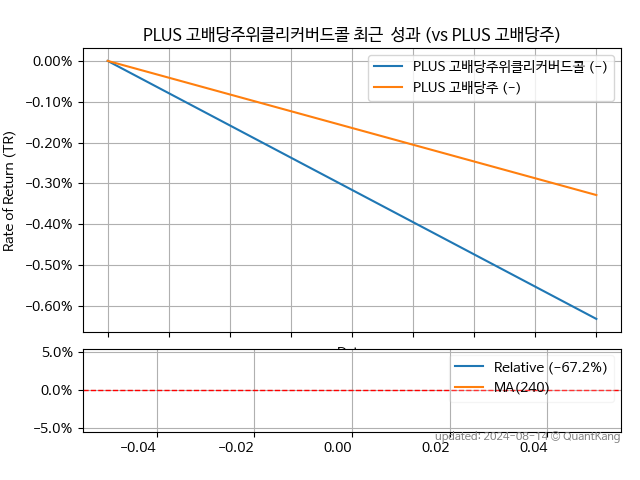 PLUS 고배당주위클리커버드콜 최근 성과 (vs PLUS 고배당주)
0.00%
−0.10%
−0.20%
−0.30%
−0.40%
−0.50%
−0.60%
Rate of Return (TR)
PLUS 고배당주위클리커버드콜 (-)
PLUS 고배당주 (-)
5.0%
0.0%
−5.0%
Relative (-67.2%)
MA(240)
updated: 2024-08-14 © QuantKang
−0.04
−0.02
0.00
0.02
0.04